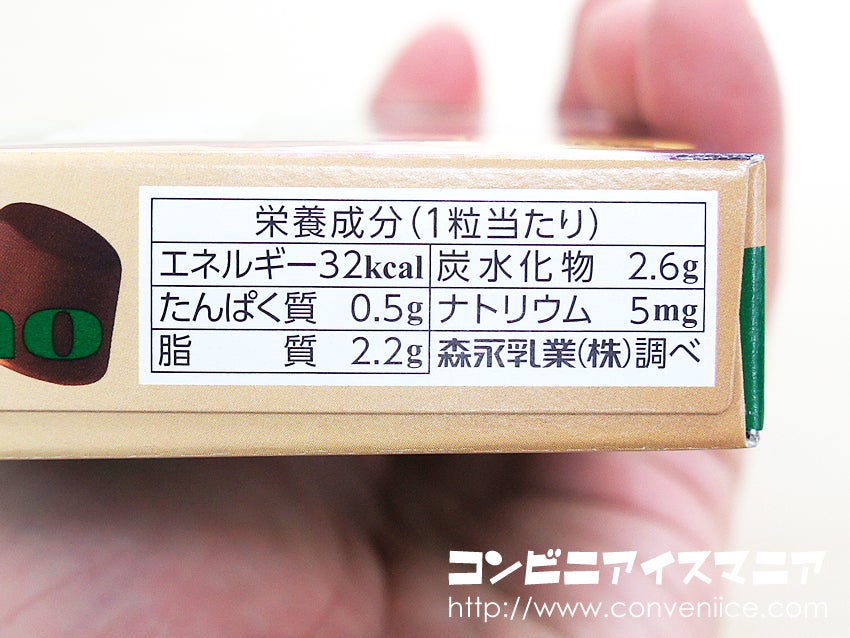 栄養成分(1粒当たり)
エネルギー32kcal 炭水化物 2.6g
たんぱく質 0.5g ナトリウム 5mg
脂質 2.2g 森永乳業(株)調べ
no
コンビニアイスマニア
http://www.conveniice.com